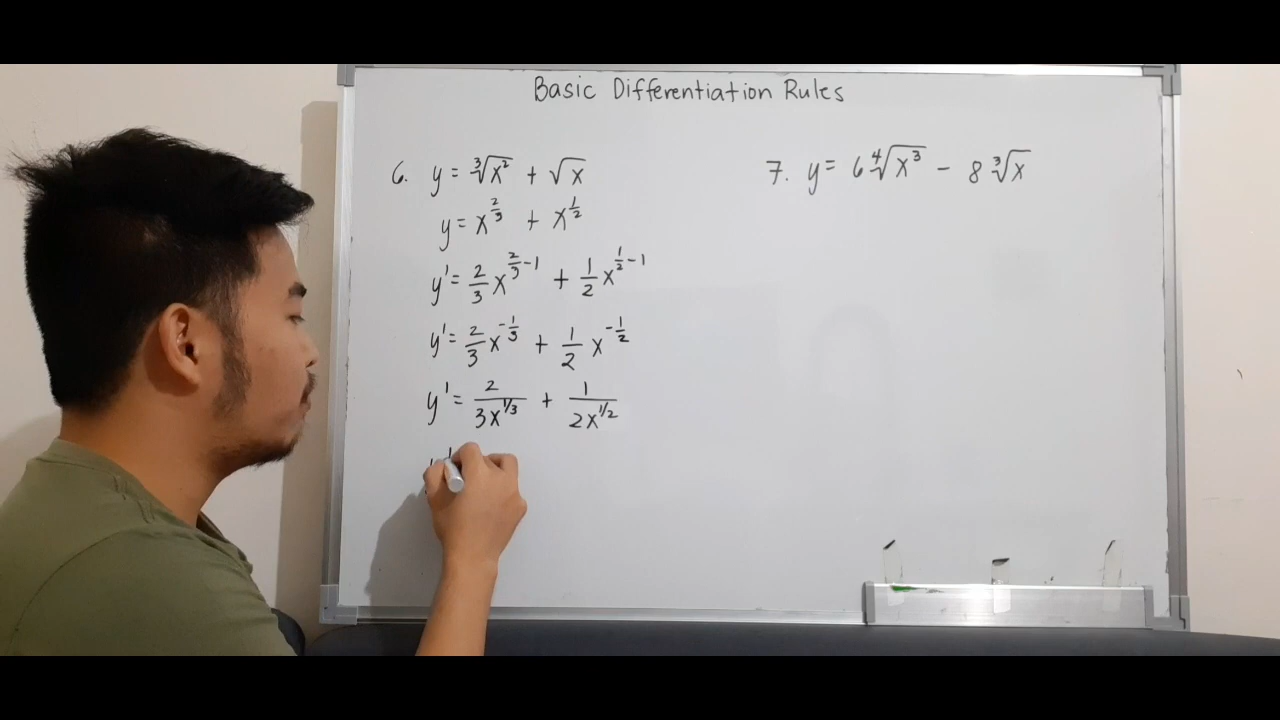 Basic Differentiation Rules
6. y = ∛x² + √x
y = x^(2/3) + x^(1/2)
y' = 2/3 x^(2/3 - 1) + 1/2 x^(1/2 - 1)
y' = 2/3 x^(-1/3) + 1/2 x^(-1/2)
y' = 2/(3x^(1/3)) + 1/(2x^(1/2))
7. y = 6 ∜x³ - 8 ∛x